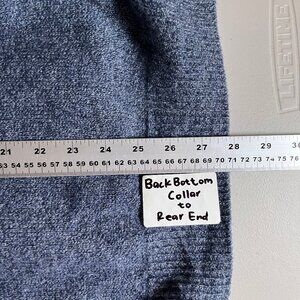 LIFETIME
21 22 23 24 25 26 27 28 29 30
53 54 55 56 57 58 59 60 61 62 63 64 65 66 67 68 69 70 71 72 73 74 75 76
Back Bottom
Collar
to
Rear End